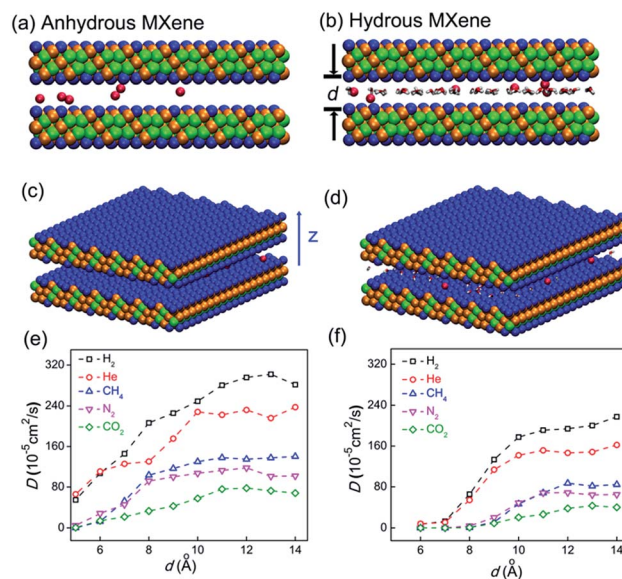 (a) Anhydrous MXene
(b) Hydrous MXene
d
(c)
z
(d)
(e)
H₂
He
CH₄
N₂
CO₂
D (10⁻⁵cm²/s)
320
240
160
80
0
6 8 10 12 14
d (Å)
(f)
H₂
He
CH₄
N₂
CO₂
D (10⁻⁵cm²/s)
320
240
160
80
0
6 8 10 12 14
d (Å)